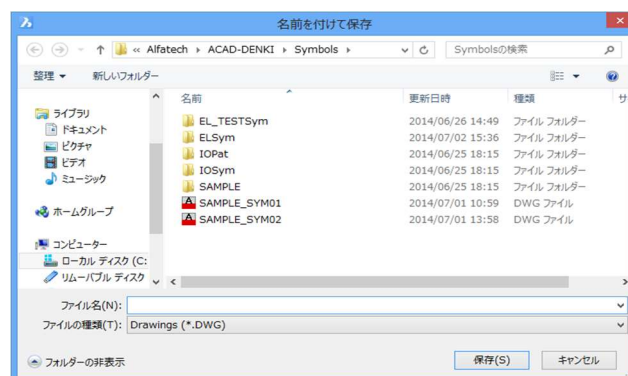 名前を付けて保存
« Alfatech ▸ ACAD-DENKI ▸ Symbols ▸
Symbolsの検索
整理 ▼ 新しいフォルダー
名前 更新日時 種類 サ
ライブラリ
ドキュメント
ピクチャ
ビデオ
ミュージック
ホームグループ
コンピューター
ローカル ディスク (C:
リムーバブル ディスク
EL_TESTSym 2014/06/26 14:49 ファイル フォルダー
ELSym 2014/07/02 15:36 ファイル フォルダー
IOPat 2014/06/25 18:15 ファイル フォルダー
IOSym 2014/06/25 18:15 ファイル フォルダー
SAMPLE 2014/06/25 18:15 ファイル フォルダー
SAMPLE_SYM01 2014/07/01 10:59 DWG ファイル
SAMPLE_SYM02 2014/07/01 13:58 DWG ファイル
ファイル名(N):
ファイルの種類(T): Drawings (*.DWG)
フォルダーの非表示 保存(S) キャンセル